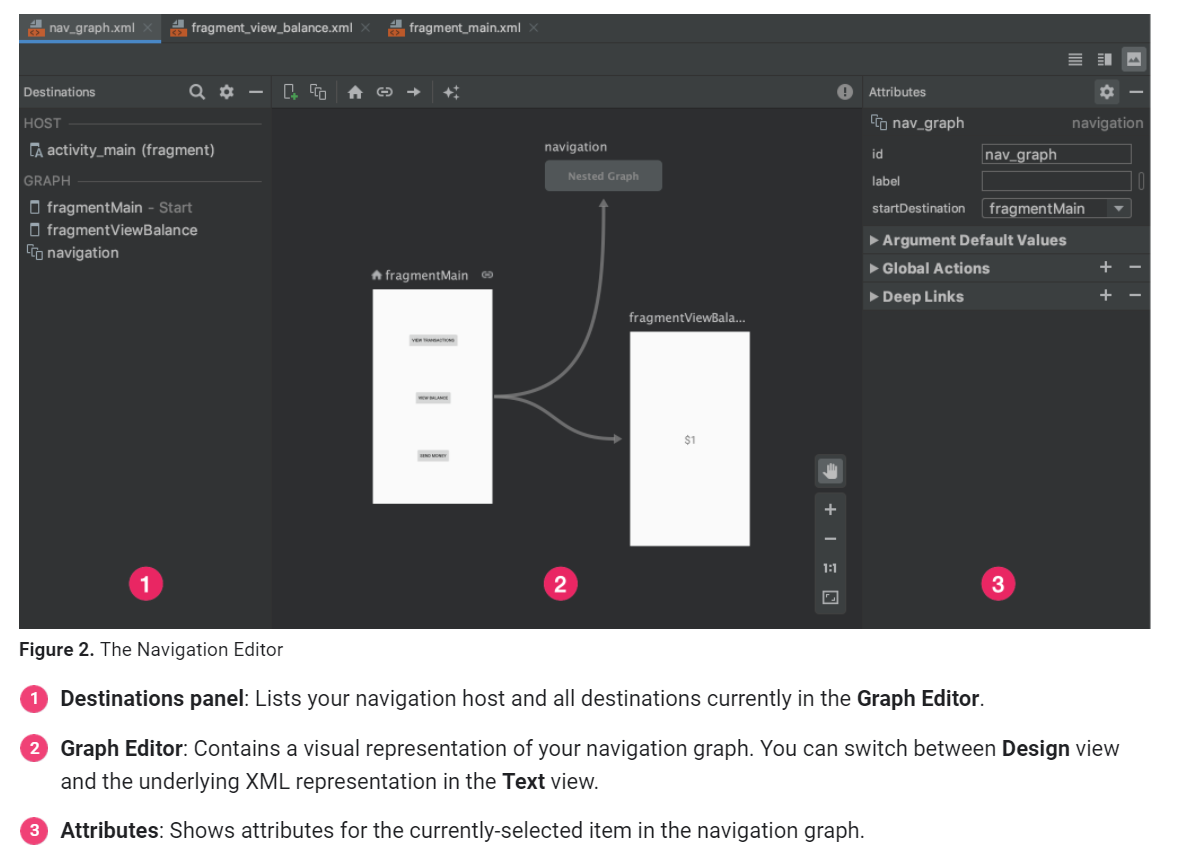 nav_graph.xml
fragment_view_balance.xml
fragment_main.xml
Destinations
HOST
activity_main (fragment)
GRAPH
fragmentMain - Start
fragmentViewBalance
navigation
navigation
Nested Graph
fragmentMain
VIEW TRANSACTIONS
VIEW BALANCE
SEND MONEY
fragmentViewBala...
$1
1:1
Attributes
nav_graph navigation
id nav_graph
label
startDestination fragmentMain
Argument Default Values
Global Actions
Deep Links
1
2
3
Figure 2. The Navigation Editor
1 Destinations panel: Lists your navigation host and all destinations currently in the Graph Editor.
2 Graph Editor: Contains a visual representation of your navigation graph. You can switch between Design view
and the underlying XML representation in the Text view.
3 Attributes: Shows attributes for the currently-selected item in the navigation graph.